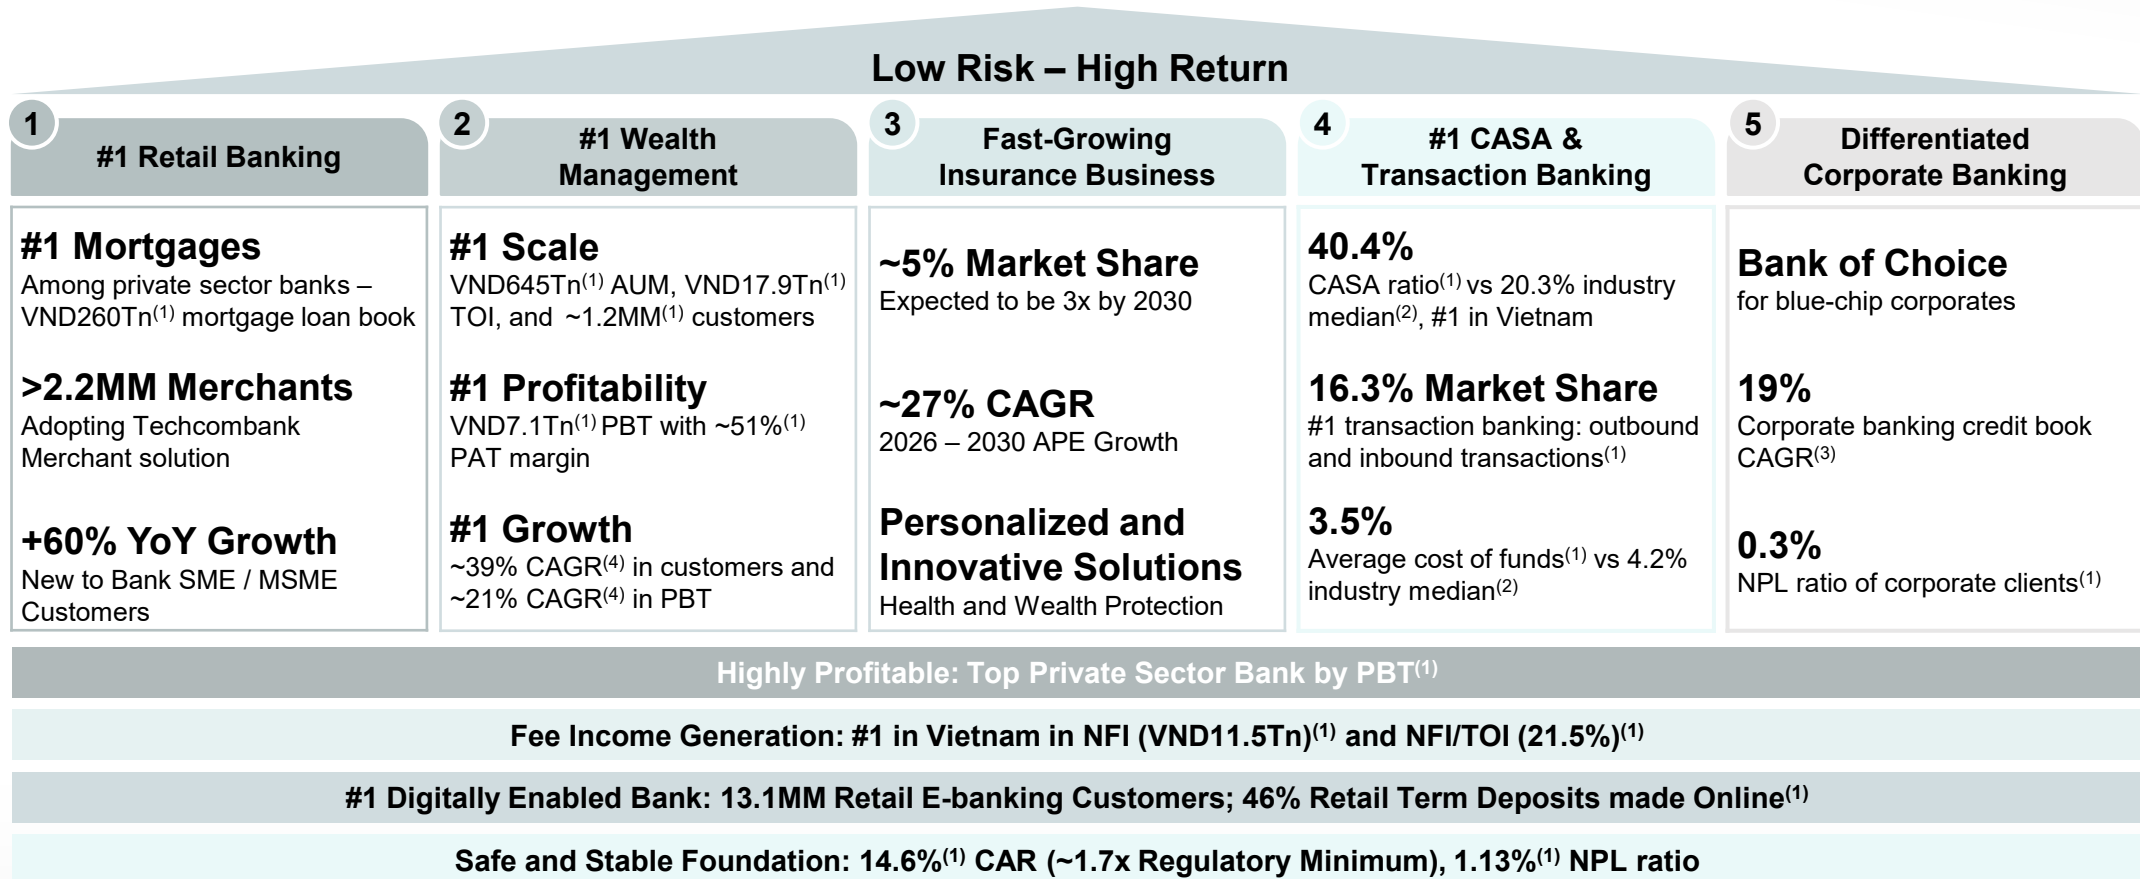 Low Risk – High Return
1
#1 Retail Banking
#1 Mortgages
Among private sector banks –
VND260Tn(1) mortgage loan book
>2.2MM Merchants
Adopting Techcombank
Merchant solution
+60% YoY Growth
New to Bank SME / MSME
Customers
2
#1 Wealth
Management
#1 Scale
VND645Tn(1) AUM, VND17.9Tn(1)
TOI, and ~1.2MM(1) customers
#1 Profitability
VND7.1Tn(1) PBT with ~51%(1)
PAT margin
#1 Growth
~39% CAGR(4) in customers and
~21% CAGR(4) in PBT
3
Fast-Growing
Insurance Business
~5% Market Share
Expected to be 3x by 2030
~27% CAGR
2026 – 2030 APE Growth
Personalized and
Innovative Solutions
Health and Wealth Protection
4
#1 CASA &
Transaction Banking
40.4%
CASA ratio(1) vs 20.3% industry
median(2), #1 in Vietnam
16.3% Market Share
#1 transaction banking: outbound
and inbound transactions(1)
3.5%
Average cost of funds(1) vs 4.2%
industry median(2)
5
Differentiated
Corporate Banking
Bank of Choice
for blue-chip corporates
19%
Corporate banking credit book
CAGR(3)
0.3%
NPL ratio of corporate clients(1)
Highly Profitable: Top Private Sector Bank by PBT(1)
Fee Income Generation: #1 in Vietnam in NFI (VND11.5Tn)(1) and NFI/TOI (21.5%)(1)
#1 Digitally Enabled Bank: 13.1MM Retail E-banking Customers; 46% Retail Term Deposits made Online(1)
Safe and Stable Foundation: 14.6%(1) CAR (~1.7x Regulatory Minimum), 1.13%(1) NPL ratio